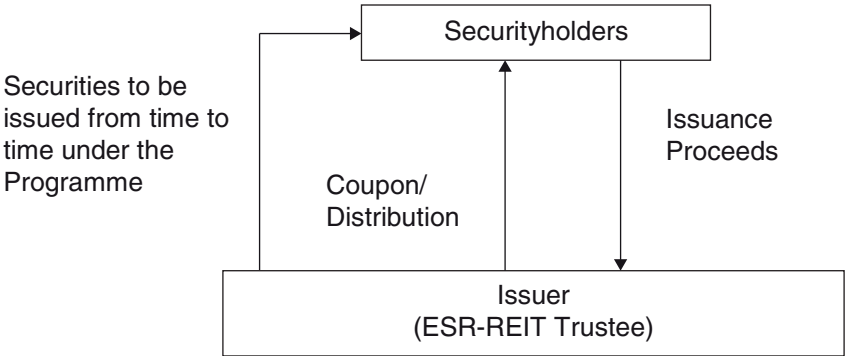 Securityholders
Securities to be
issued from time to
time under the
Programme
Coupon/
Distribution
Issuance
Proceeds
Issuer
(ESR-REIT Trustee)